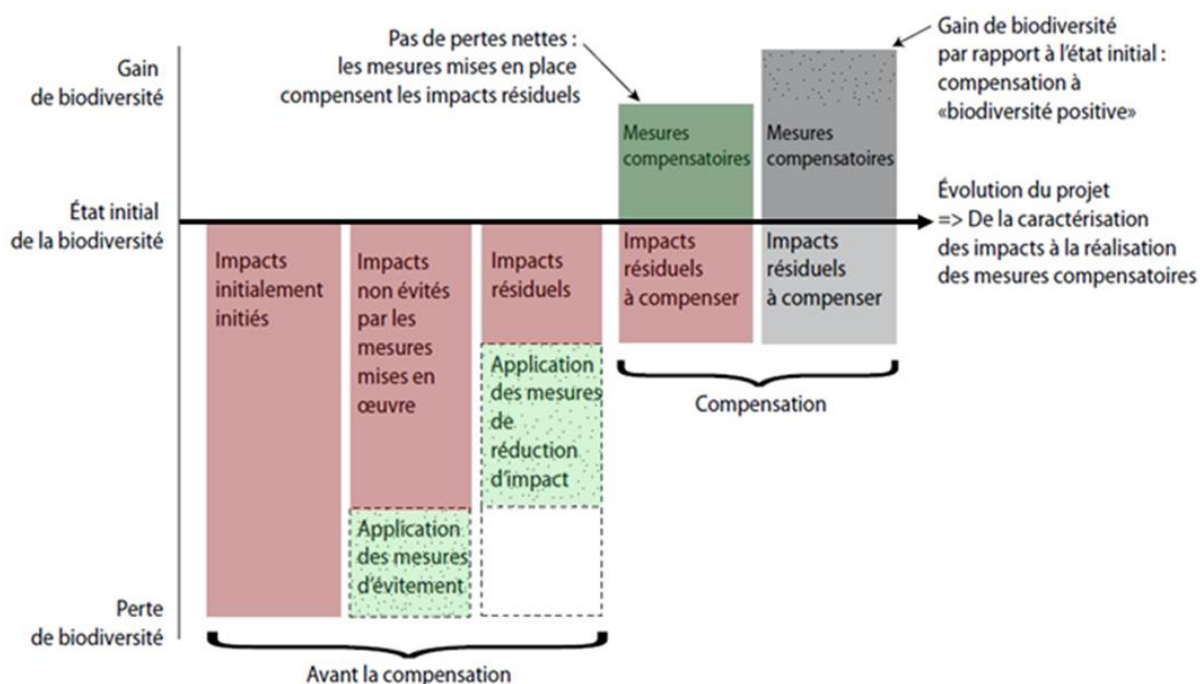 Pas de pertes nettes :
les mesures mises en place
compensent les impacts résiduels
Gain de biodiversité
par rapport à l'état initial :
compensation à
«biodiversité positive»
Gain
de biodiversité
Mesures
compensatoires
Mesures
compensatoires
État initial
de la biodiversité
Évolution du projet
=> De la caractérisation
des impacts à la réalisation
des mesures compensatoires
Impacts
initialement
initiés
Impacts
non évités
par les
mesures
mises en
œuvre
Impacts
résiduels
Impacts
résiduels
à compenser
Impacts
résiduels
à compenser
Application
des mesures
de
réduction
d'impact
Compensation
Application
des mesures
d'évitement
Perte
de biodiversité
Avant la compensation